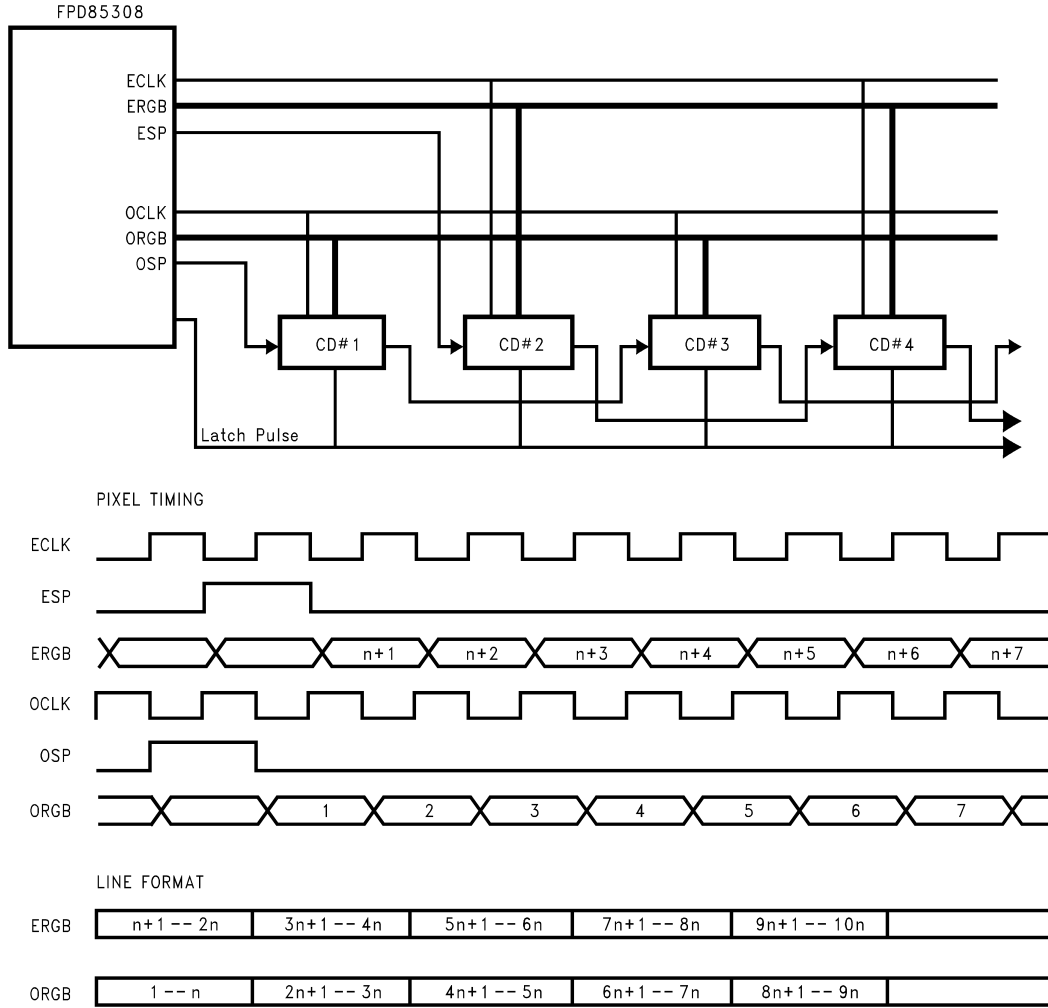 FPD85308
ECLK
ERGB
ESP
OCLK
ORGB
OSP
CD#1
CD#2
CD#3
CD#4
Latch Pulse
PIXEL TIMING
ECLK
ESP
ERGB n+1 n+2 n+3 n+4 n+5 n+6 n+7
OCLK
OSP
ORGB 1 2 3 4 5 6 7
LINE FORMAT
ERGB n+1 -- 2n 3n+1 -- 4n 5n+1 -- 6n 7n+1 -- 8n 9n+1 -- 10n
ORGB 1 -- n 2n+1 -- 3n 4n+1 -- 5n 6n+1 -- 7n 8n+1 -- 9n